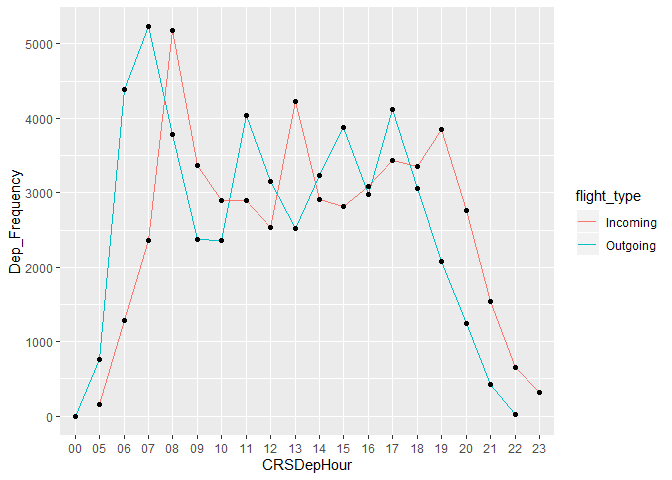 5000
4000
3000
2000
1000
0
Dep_Frequency
00 05 06 07 08 09 10 11 12 13 14 15 16 17 18 19 20 21 22 23
CRSDepHour
flight_type
Incoming
Outgoing